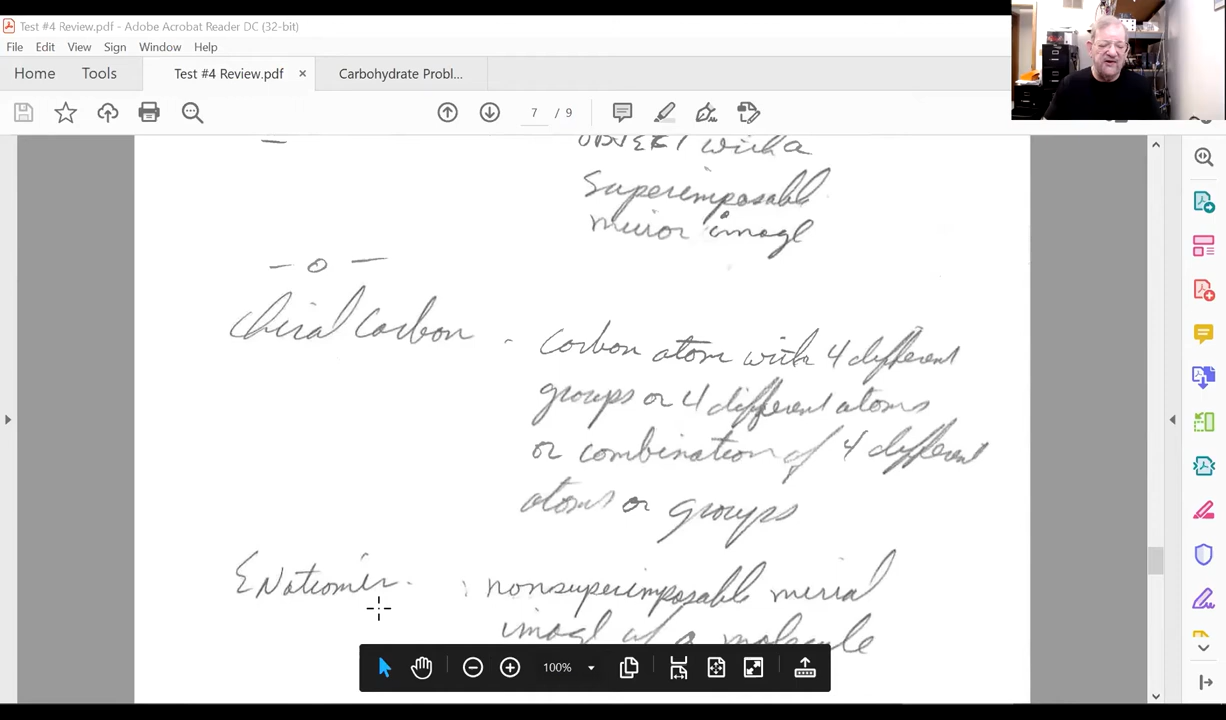 Test #4 Review.pdf - Adobe Acrobat Reader DC (32-bit)
File Edit View Sign Window Help
Home Tools Test #4 Review.pdf × Carbohydrate Probl...
7 / 9
OBJECT with a
Superimposable
mirror image
- o -
Chiral Carbon - Carbon atom with 4 different
groups or 4 different atoms
or combination of 4 different
atoms or groups
ENatiomer : nonsuperimposable
image of a molecule
100%